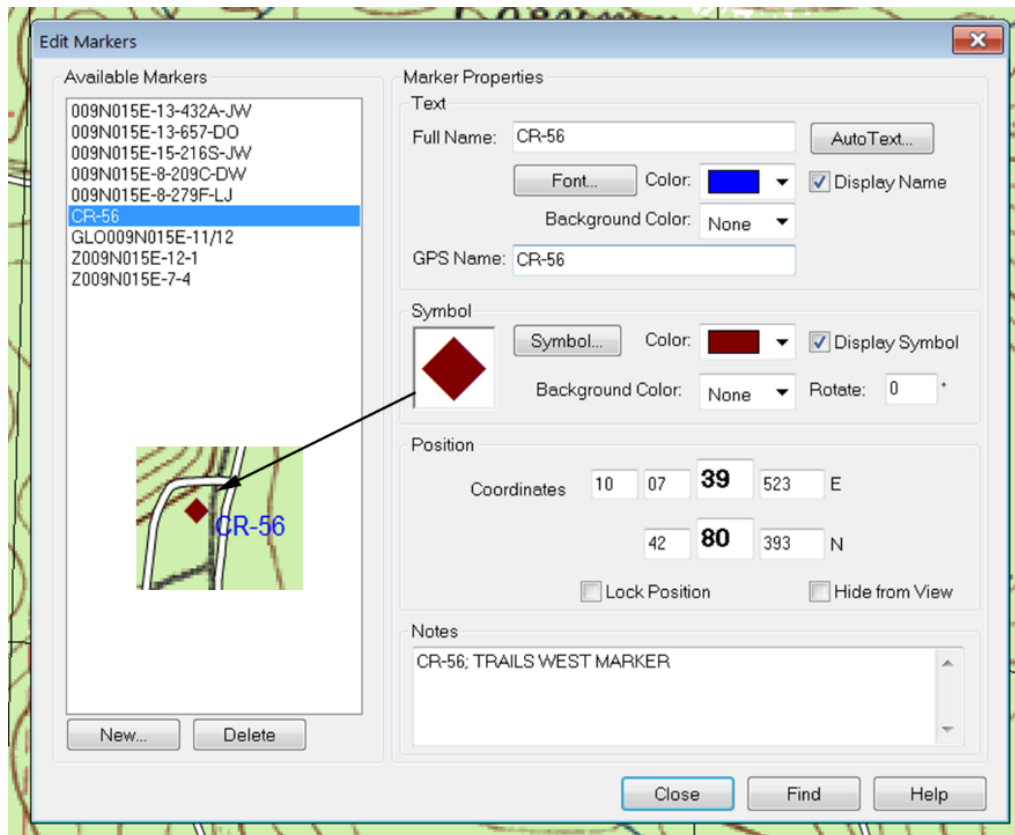 Edit Markers
Available Markers
009N015E-13-432A-JW
009N015E-13-657-DO
009N015E-15-216S-JW
009N015E-8-209C-DW
009N015E-8-279F-LJ
CR-56
GLO009N015E-11/12
Z009N015E-12-1
Z009N015E-7-4
CR-56
New...
Delete
Marker Properties
Text
Full Name: CR-56 AutoText...
Font... Color: Display Name
Background Color: None
GPS Name: CR-56
Symbol
Symbol... Color: Display Symbol
Background Color: None Rotate: 0 °
Position
Coordinates 10 07 39 523 E
42 80 393 N
Lock Position Hide from View
Notes
CR-56; TRAILS WEST MARKER
Close Find Help